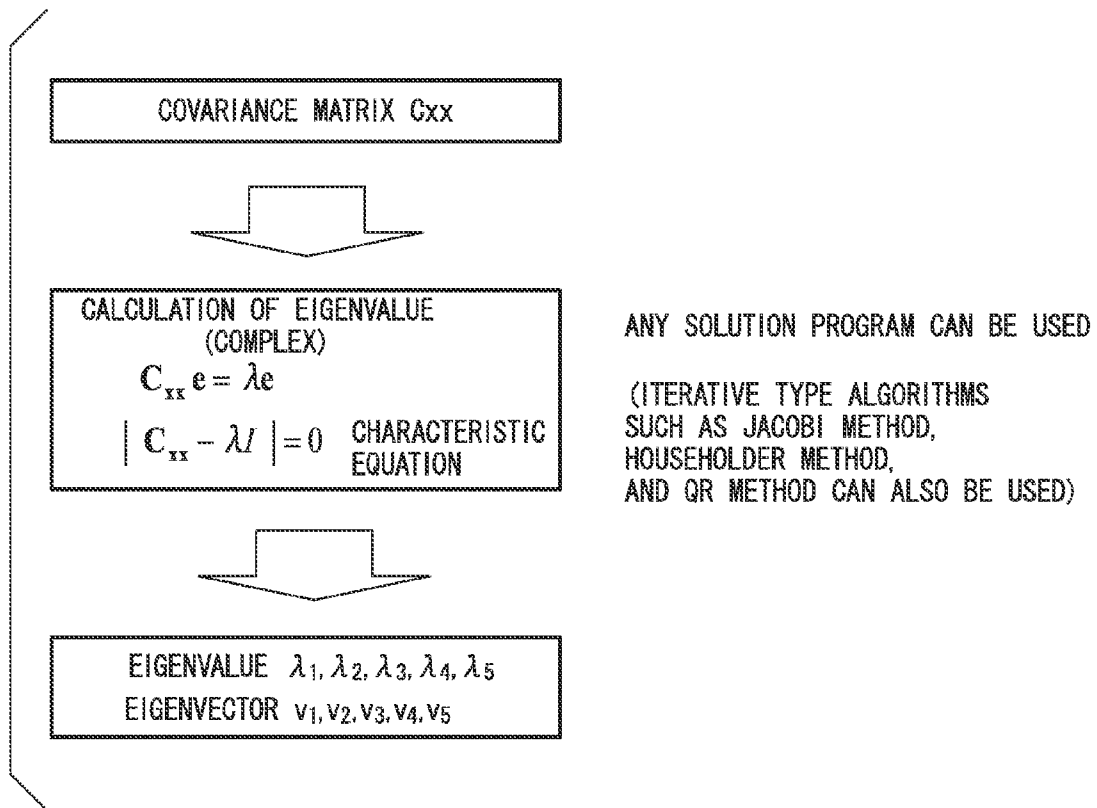 COVARIANCE MATRIX Cxx
CALCULATION OF EIGENVALUE
(COMPLEX)
Cxx e = λe
| Cxx − λI | = 0 CHARACTERISTIC
EQUATION
ANY SOLUTION PROGRAM CAN BE USED
(ITERATIVE TYPE ALGORITHMS
SUCH AS JACOBI METHOD,
HOUSEHOLDER METHOD,
AND QR METHOD CAN ALSO BE USED)
EIGENVALUE λ1, λ2, λ3, λ4, λ5
EIGENVECTOR v1, v2, v3, v4, v5